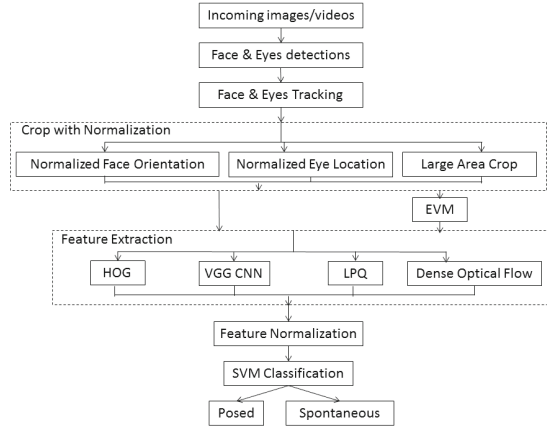 Incoming images/videos
Face & Eyes detections
Face & Eyes Tracking
Crop with Normalization
Normalized Face Orientation
Normalized Eye Location
Large Area Crop
EVM
Feature Extraction
HOG
VGG CNN
LPQ
Dense Optical Flow
Feature Normalization
SVM Classification
Posed
Spontaneous